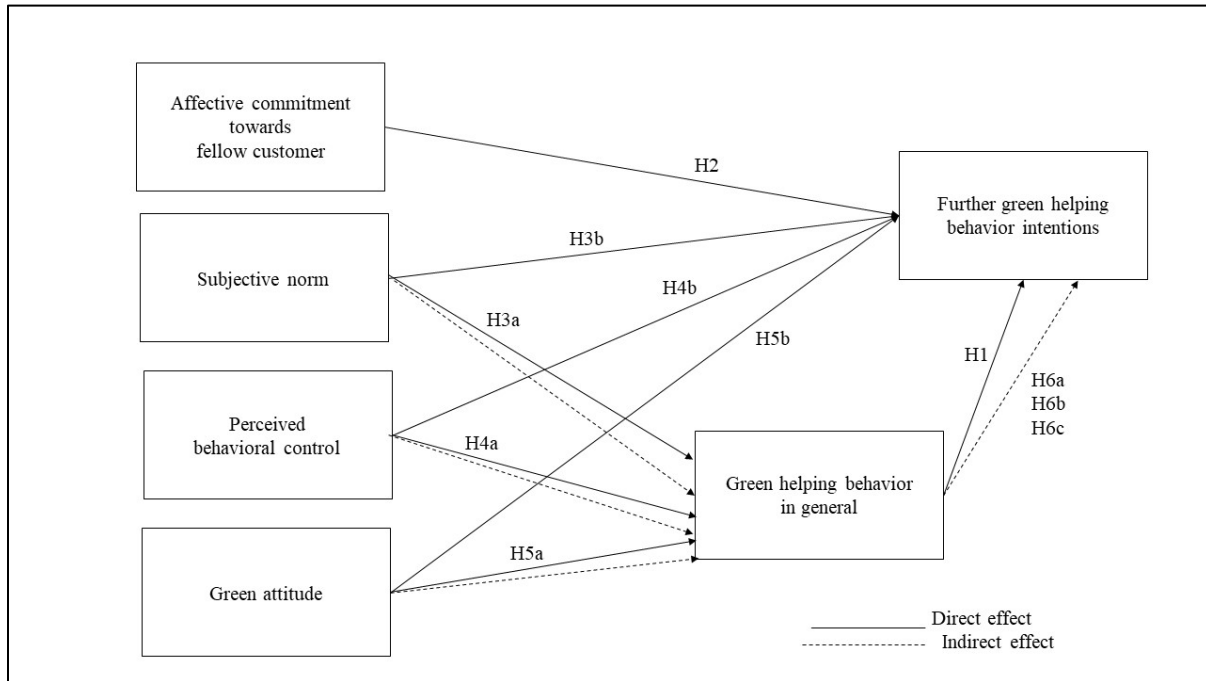 Affective commitment
towards
fellow customer
H2
Further green helping
behavior intentions
Subjective norm
H3b
H4b
H3a
H5b
H1
H6a
H6b
H6c
Perceived
behavioral control
H4a
Green helping behavior
in general
H5a
Green attitude
Direct effect
Indirect effect